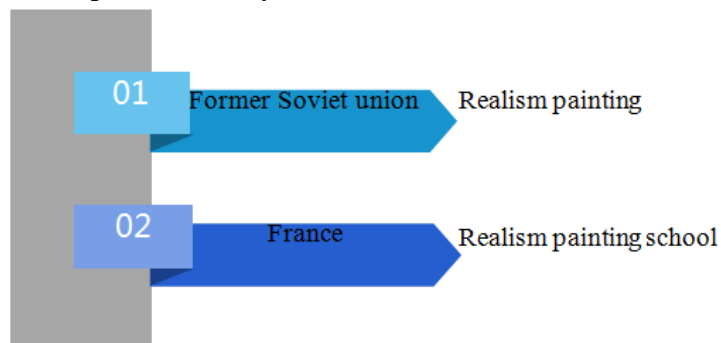 01
Former Soviet union
Realism painting
02
France
Realism painting school